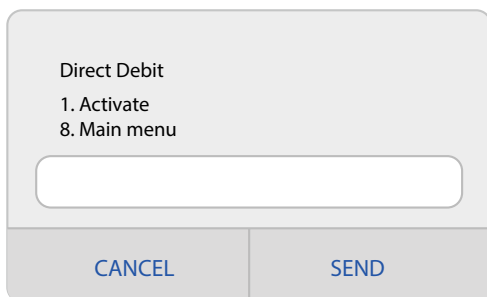 Direct Debit
1. Activate
8. Main menu
CANCEL SEND